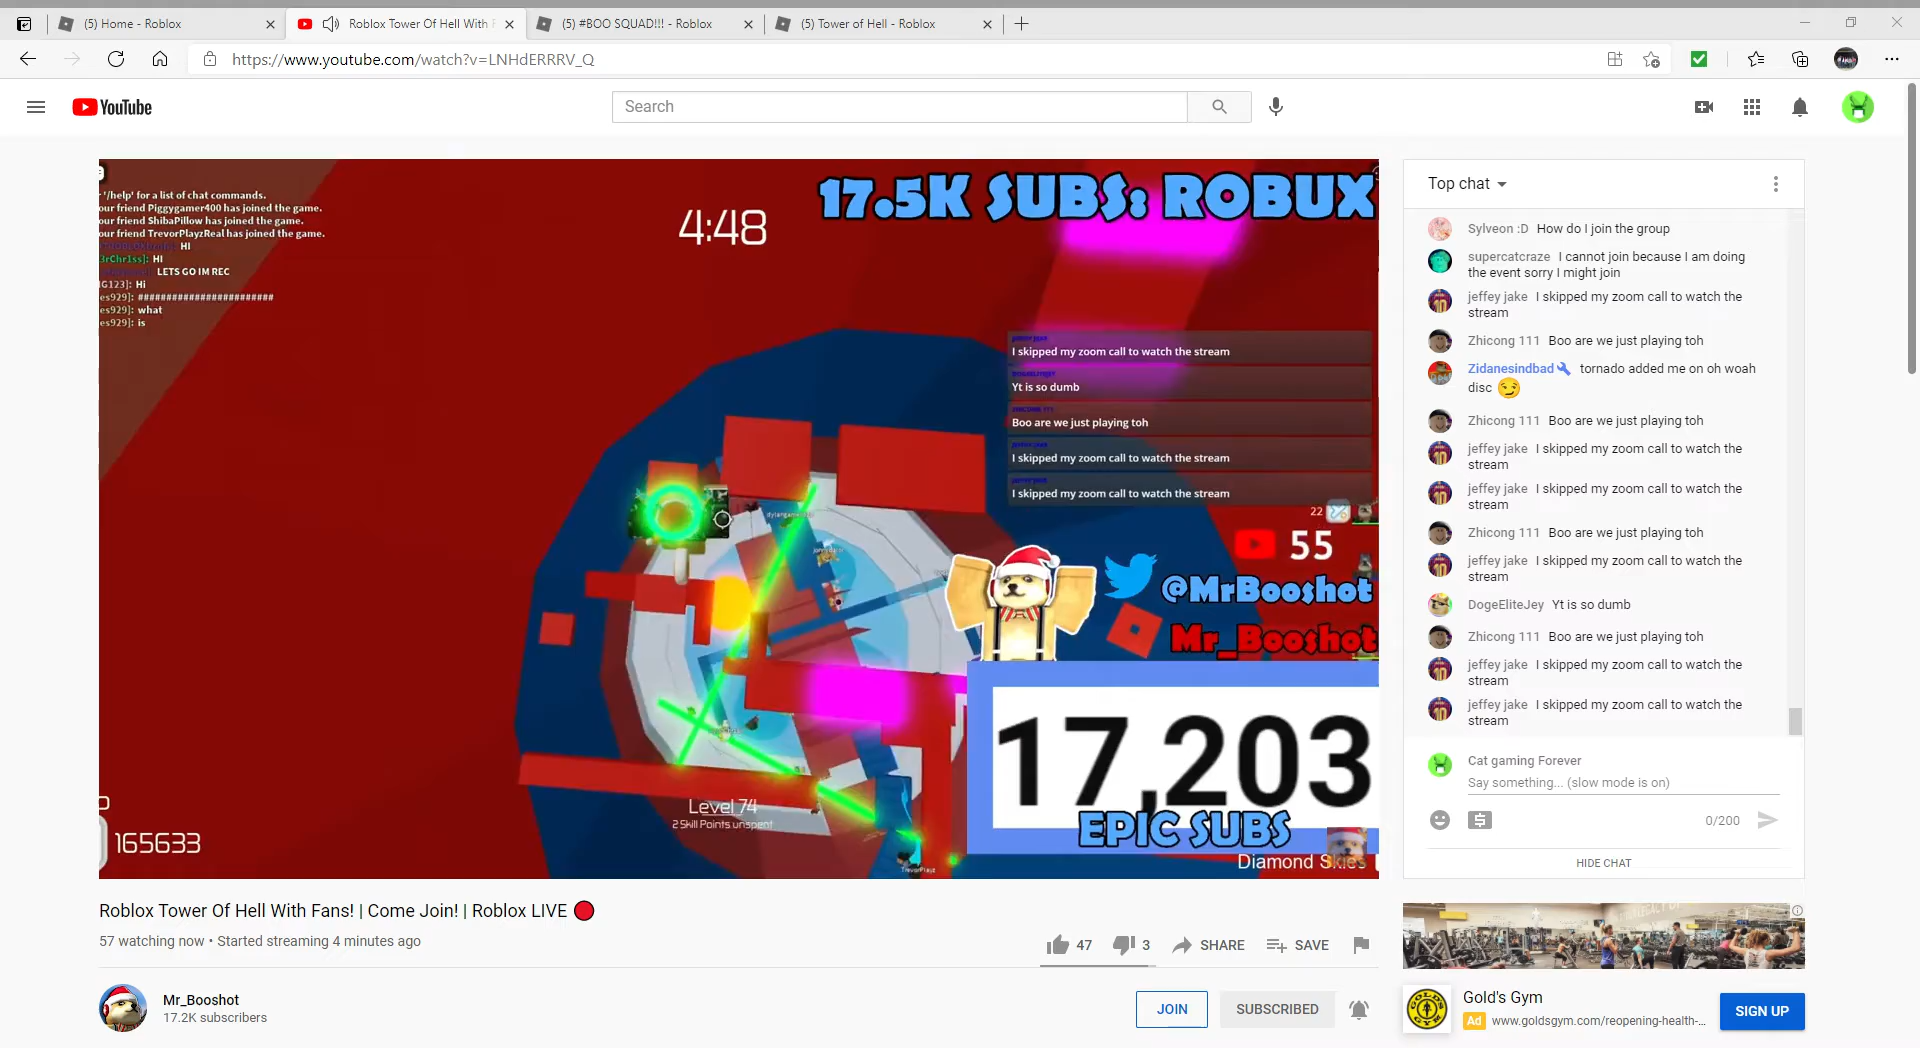 (5) Home - Roblox
Roblox Tower Of Hell With F
(5) #BOO SQUAD!!! - Roblox
(5) Tower of Hell - Roblox
https://www.youtube.com/watch?v=LNHdERRRV_Q
YouTube
Search
'/help' for a list of chat commands.
our friend Piggygamer400 has joined the game.
our friend ShibaPillow has joined the game.
our friend TrevorPlayzReal has joined the game.
HI
3rChr1ss]: HI
LETS GO IM REC
IG123]: Hi
es929]: ########################
es929]: what
es929]: is
4:48
17.5K SUBS: ROBUX
I skipped my zoom call to watch the stream
Yt is so dumb
Boo are we just playing toh
I skipped my zoom call to watch the stream
I skipped my zoom call to watch the stream
22
55
@MrBooshot
Mr_Booshot
17,203
EPIC SUBS
Diamond Skies
Level 74
2 Skill Points unspent
165633
TrevorPlayz
Top chat
Sylveon :D How do I join the group
supercatcraze I cannot join because I am doing
the event sorry I might join
jeffey jake I skipped my zoom call to watch the
stream
Zhicong 111 Boo are we just playing toh
Zidanesindbad tornado added me on oh woah
disc 😏
Zhicong 111 Boo are we just playing toh
jeffey jake I skipped my zoom call to watch the
stream
jeffey jake I skipped my zoom call to watch the
stream
Zhicong 111 Boo are we just playing toh
jeffey jake I skipped my zoom call to watch the
stream
DogeEliteJey Yt is so dumb
Zhicong 111 Boo are we just playing toh
jeffey jake I skipped my zoom call to watch the
stream
jeffey jake I skipped my zoom call to watch the
stream
Cat gaming Forever
Say something... (slow mode is on)
0/200
HIDE CHAT
Roblox Tower Of Hell With Fans! | Come Join! | Roblox LIVE 🔴
57 watching now • Started streaming 4 minutes ago
47
3
SHARE
SAVE
Mr_Booshot
17.2K subscribers
JOIN
SUBSCRIBED
GOLD'S GYM
Gold's Gym
Ad www.goldsgym.com/reopening-health-...
SIGN UP